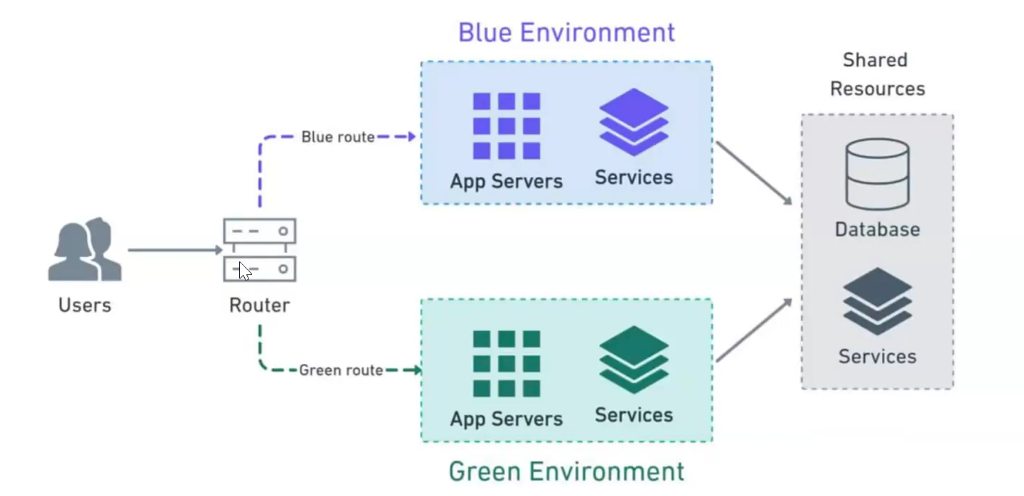 Blue Environment
Shared
Resources
Blue route
App Servers
Services
Database
Users
Router
Services
Green route
App Servers
Services
Green Environment